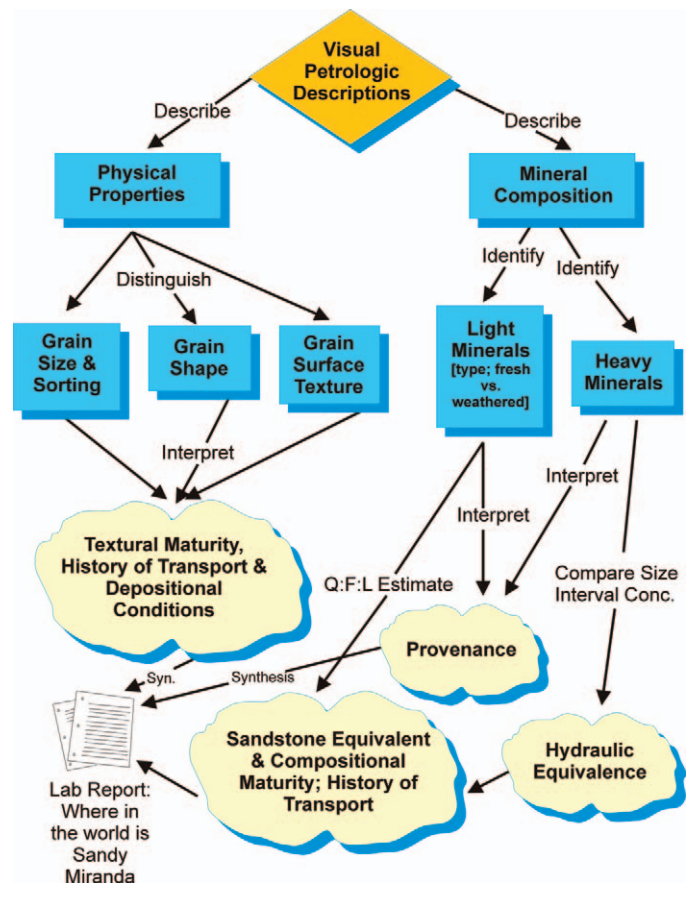 Visual
Petrologic
Descriptions
Describe
Describe
Physical
Properties
Mineral
Composition
Distinguish
Identify
Identify
Grain
Size &
Sorting
Grain
Shape
Grain
Surface
Texture
Light
Minerals
[type; fresh
vs.
weathered]
Heavy
Minerals
Interpret
Interpret
Interpret
Textural Maturity,
History of Transport &
Depositional
Conditions
Q:F:L Estimate
Compare Size
Interval Conc.
Provenance
Syn.
Synthesis
Sandstone Equivalent
& Compositional
Maturity; History of
Transport
Hydraulic
Equivalence
Lab Report:
Where in
the world is
Sandy
Miranda